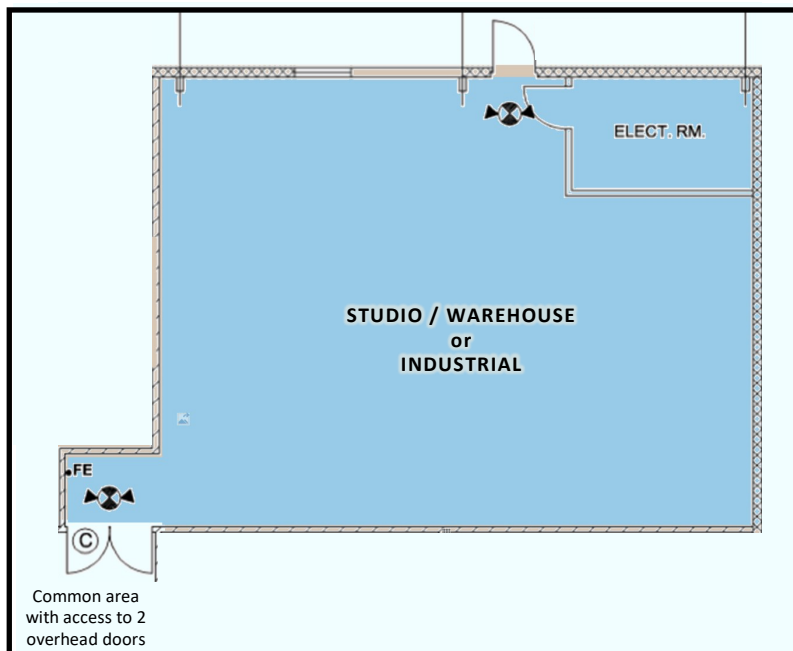 ELECT. RM.
STUDIO / WAREHOUSE
or
INDUSTRIAL
FE
C
Common area
with access to 2
overhead doors